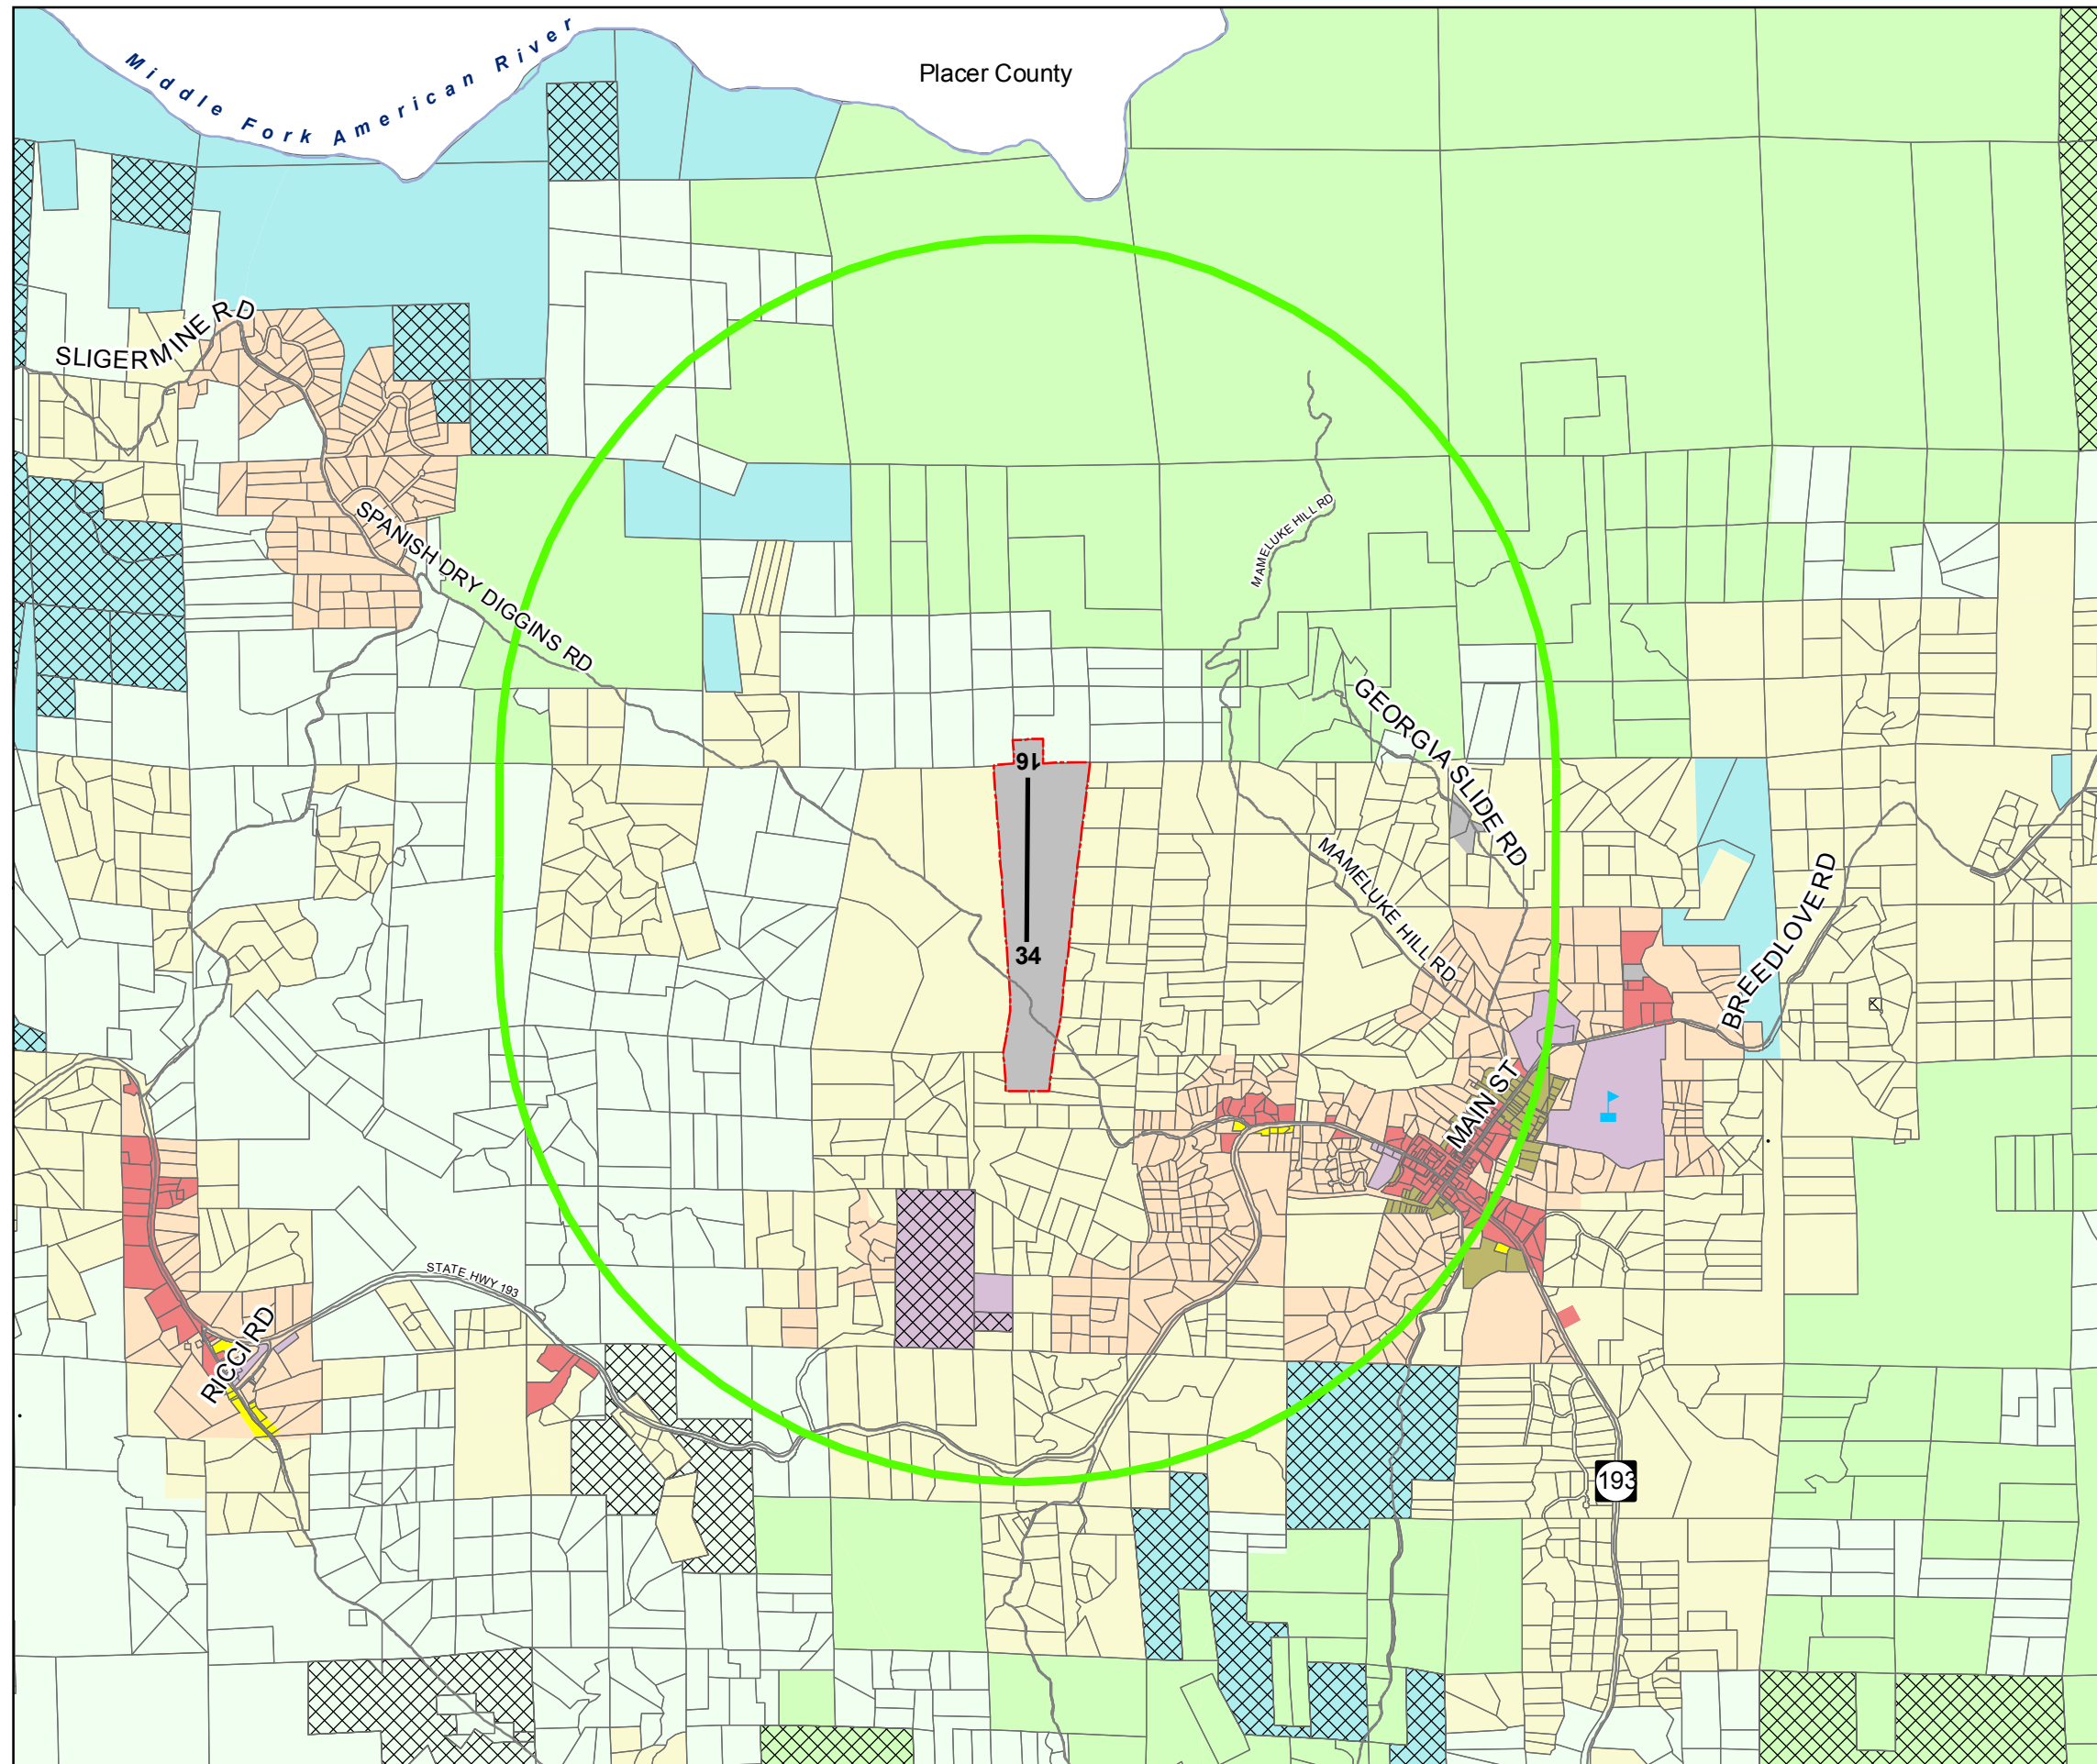 Middle Fork American River
Placer County
SLIGERMINE RD
SPANISH DRY DIGGINS RD
MAMELUKE HILL RD
GEORGIA SLIDE RD
16
34
MAMELUKE HILL RD
BREEDLOVE RD
MAIN ST
STATE HWY 193
RICCI RD
193